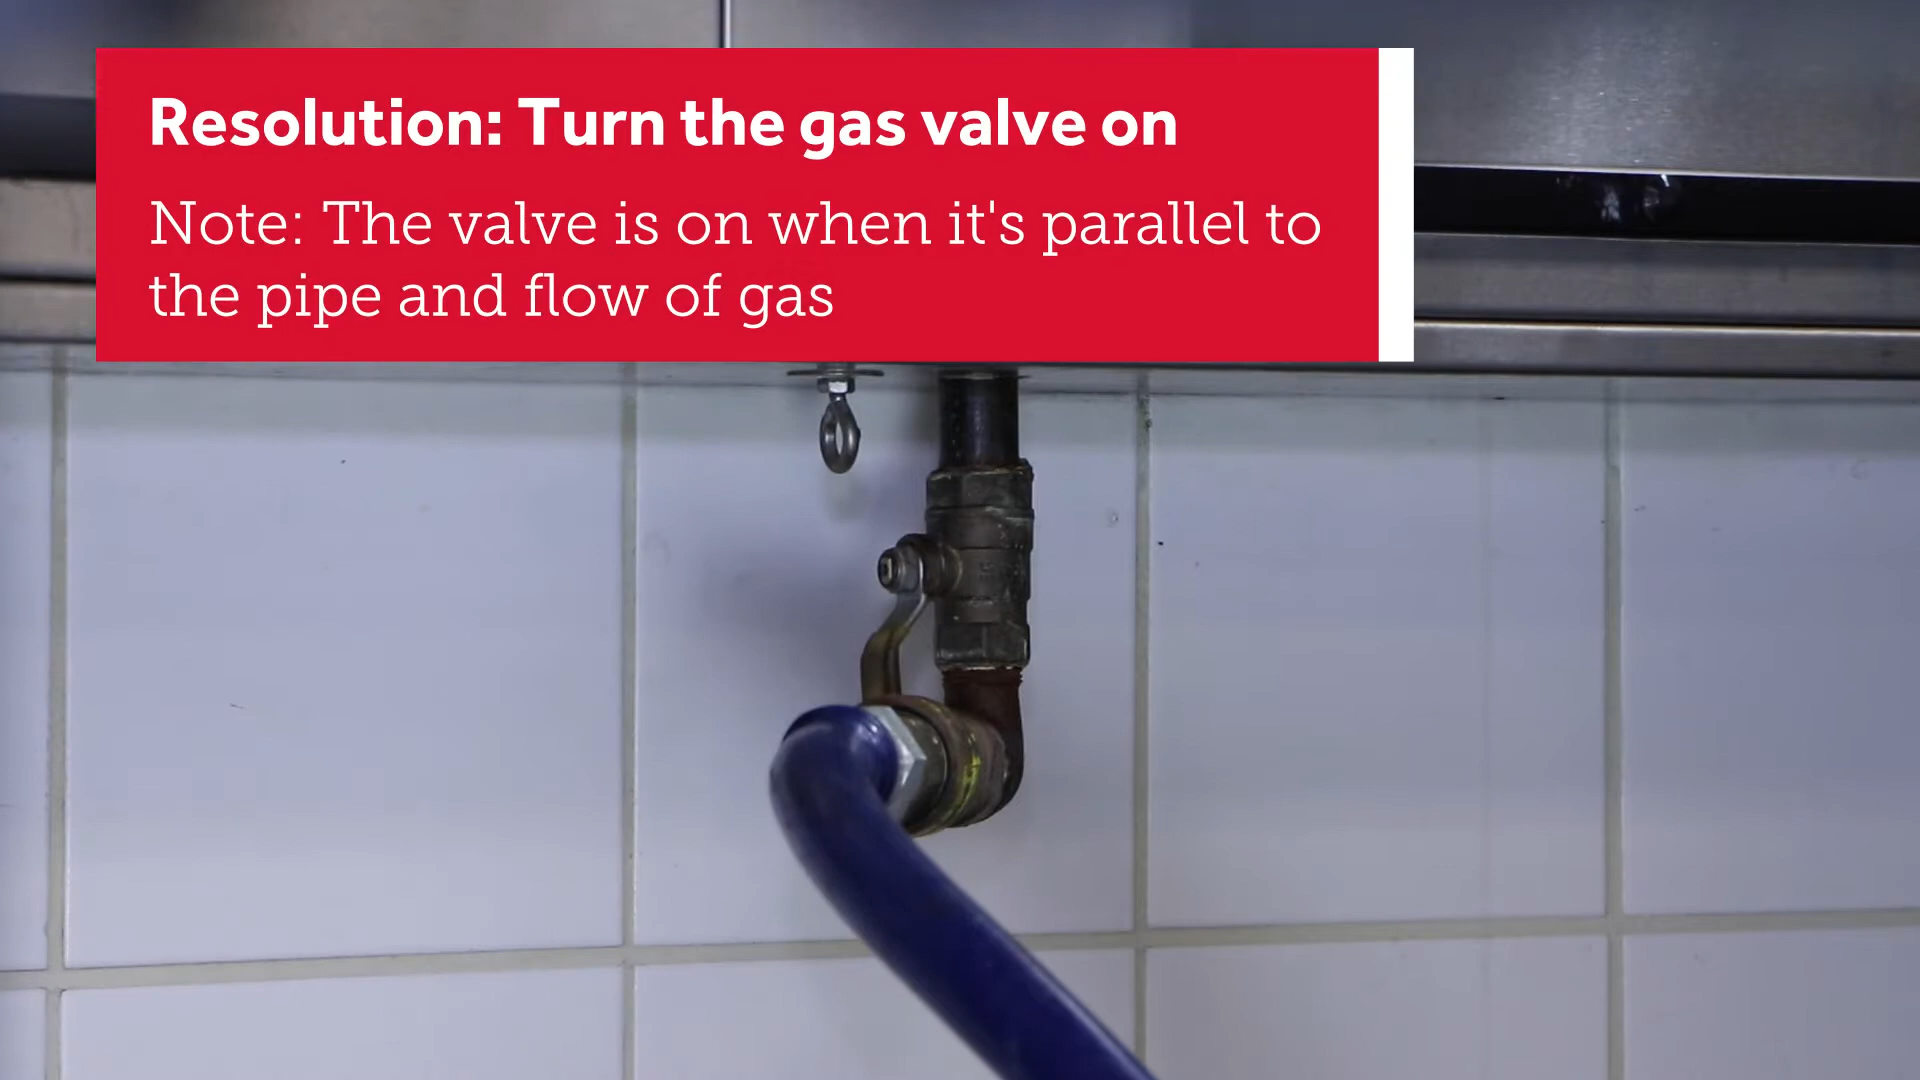 Resolution: Turn the gas valve on
Note: The valve is on when it's parallel to
the pipe and flow of gas